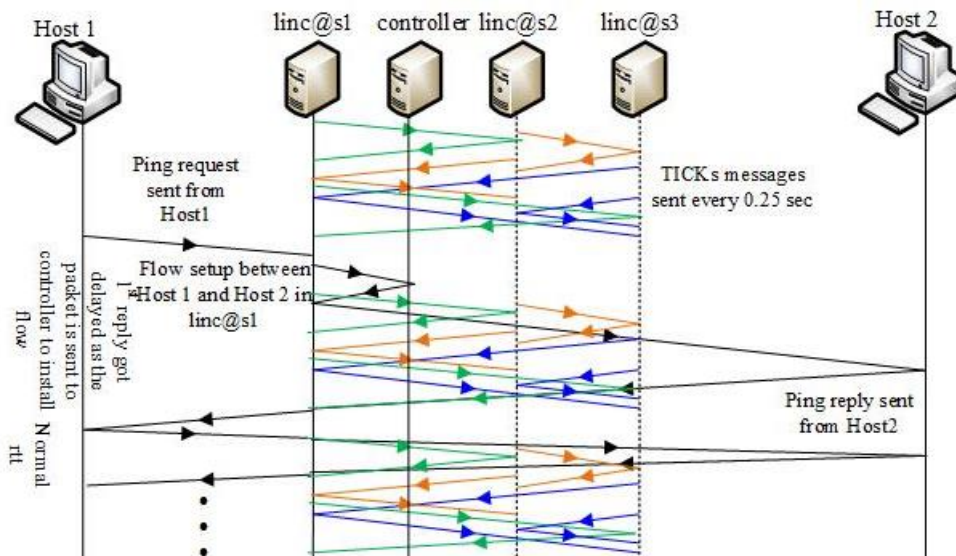 Host 1
linc@s1
controller
linc@s2
linc@s3
Host 2
Ping request
sent from
Host1
TICKs messages
sent every 0.25 sec
Flow setup between
Host 1 and Host 2 in
linc@s1
1st reply got
delayed as the
packet is sent to
controller to install
flow
Ping reply sent
from Host2
Normal
rtt